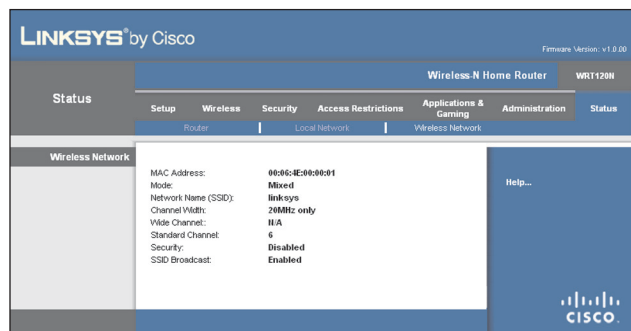 LINKSYS® by Cisco
Firmware Version: v1.0.00
Wireless-N Home Router WRT120N
Status
Setup Wireless Security Access Restrictions Applications & Gaming Administration Status
Router Local Network Wireless Network
Wireless Network
MAC Address: 00:06:4E:00:00:01
Mode: Mixed
Network Name (SSID): linksys
Channel Width: 20MHz only
Wide Channel:: N/A
Standard Channel: 6
Security: Disabled
SSID Broadcast: Enabled
Help...
CISCO.